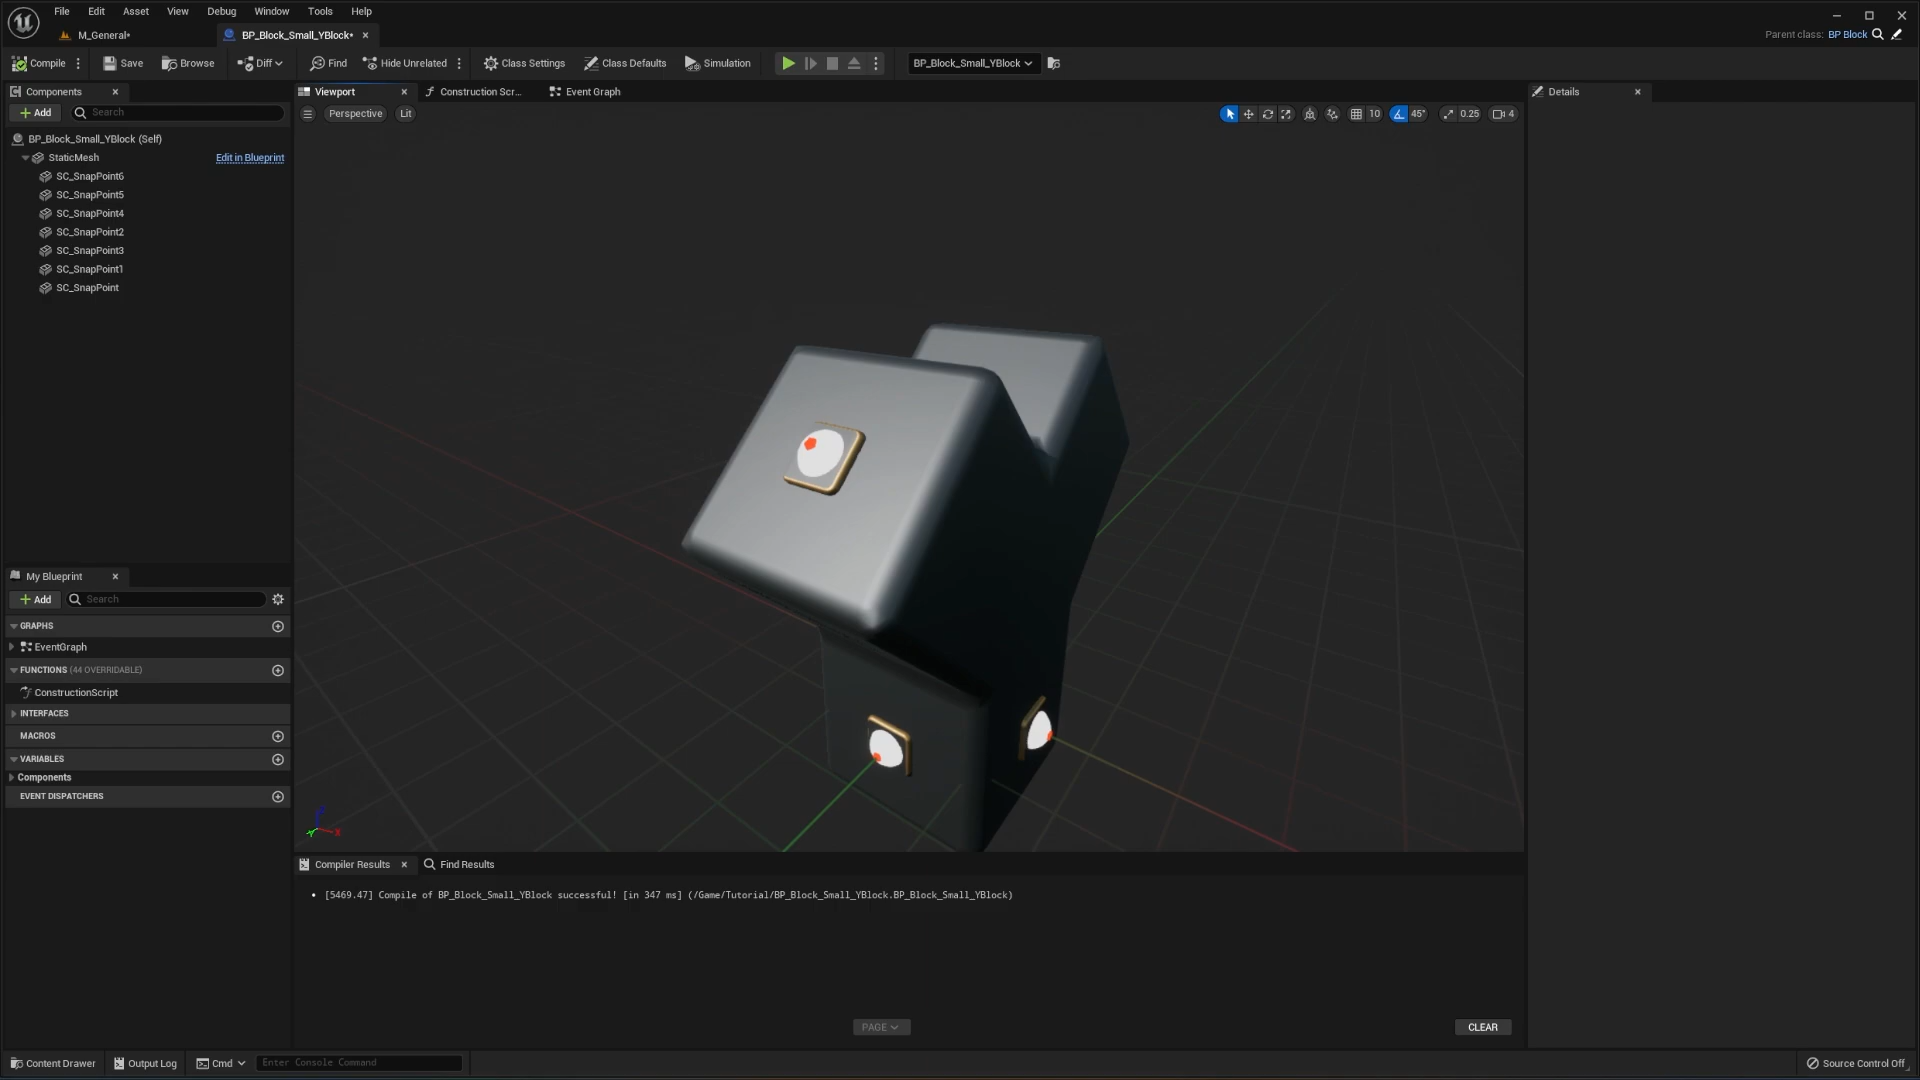 File Edit Asset View Debug Window Tools Help
M_General*
BP_Block_Small_YBlock*
Parent class: BP Block
Compile Save Browse Diff Find Hide Unrelated Class Settings Class Defaults Simulation BP_Block_Small_YBlock
Components
Add
Search
BP_Block_Small_YBlock (Self)
StaticMesh
Edit in Blueprint
SC_SnapPoint6
SC_SnapPoint5
SC_SnapPoint4
SC_SnapPoint2
SC_SnapPoint3
SC_SnapPoint1
SC_SnapPoint
My Blueprint
Add
Search
GRAPHS
EventGraph
FUNCTIONS (44 OVERRIDABLE)
ConstructionScript
INTERFACES
MACROS
VARIABLES
Components
EVENT DISPATCHERS
Viewport
Construction Scr...
Event Graph
Perspective
Lit
10
45°
0.25
4
X
Compiler Results
Find Results
• [5469.47] Compile of BP_Block_Small_YBlock successful! [in 347 ms] (/Game/Tutorial/BP_Block_Small_YBlock.BP_Block_Small_YBlock)
PAGE
CLEAR
Details
Content Drawer
Output Log
Cmd
Enter Console Command
Source Control Off